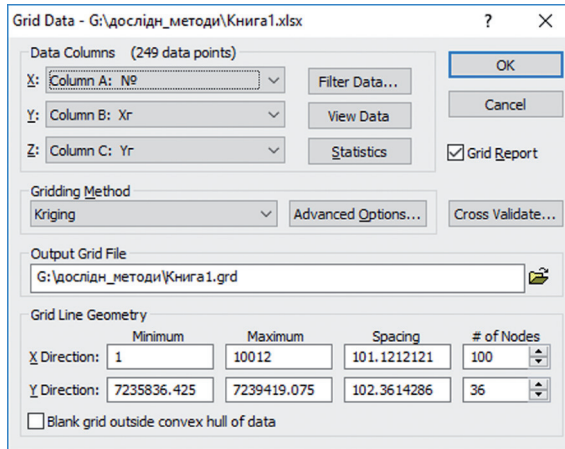 Grid Data - G:\дослідн_методи\Книга1.xlsx ? X
Data Columns (249 data points)
X: Column A: № Filter Data... OK
Y: Column B: Xг View Data Cancel
Z: Column C: Yг Statistics Grid Report
Gridding Method
Kriging Advanced Options... Cross Validate...
Output Grid File
G:\дослідн_методи\Книга1.grd
Grid Line Geometry
Minimum Maximum Spacing # of Nodes
X Direction: 1 10012 101.1212121 100
Y Direction: 7235836.425 7239419.075 102.3614286 36
Blank grid outside convex hull of data